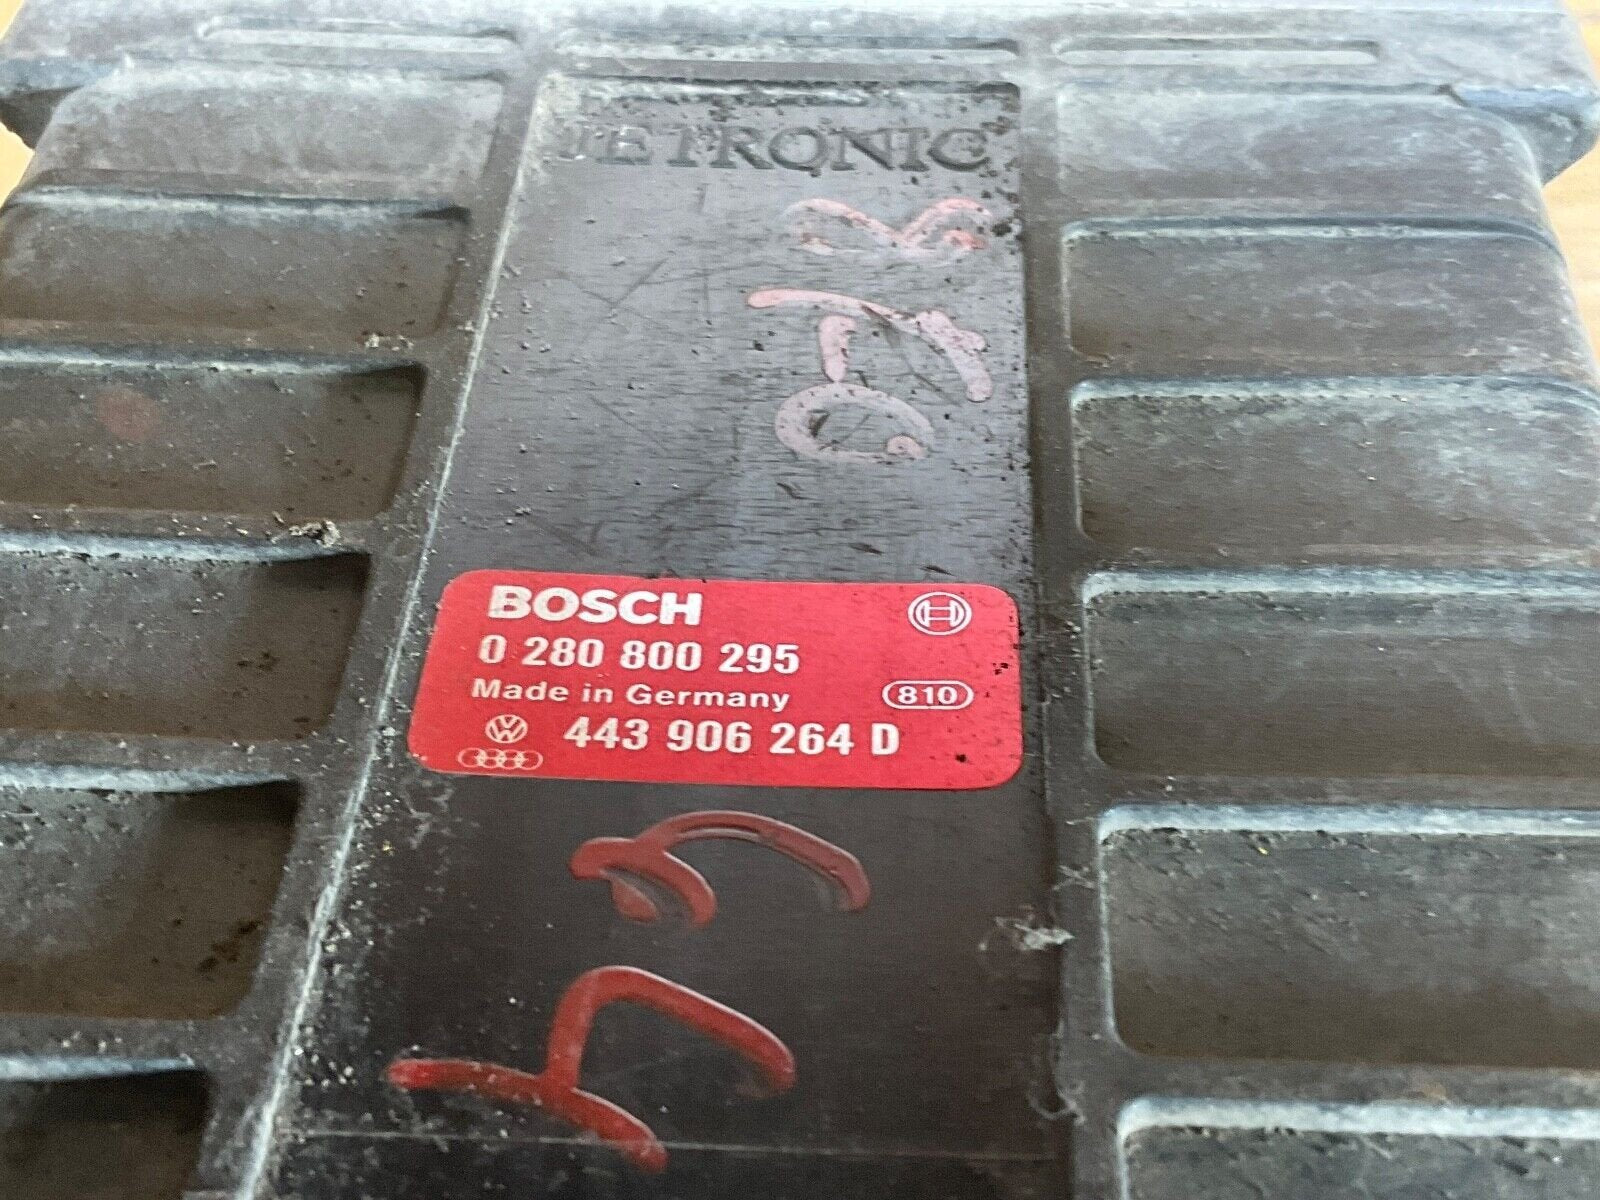 JETRONIC
BOSCH
0 280 800 295
Made in Germany 810
443 906 264 D